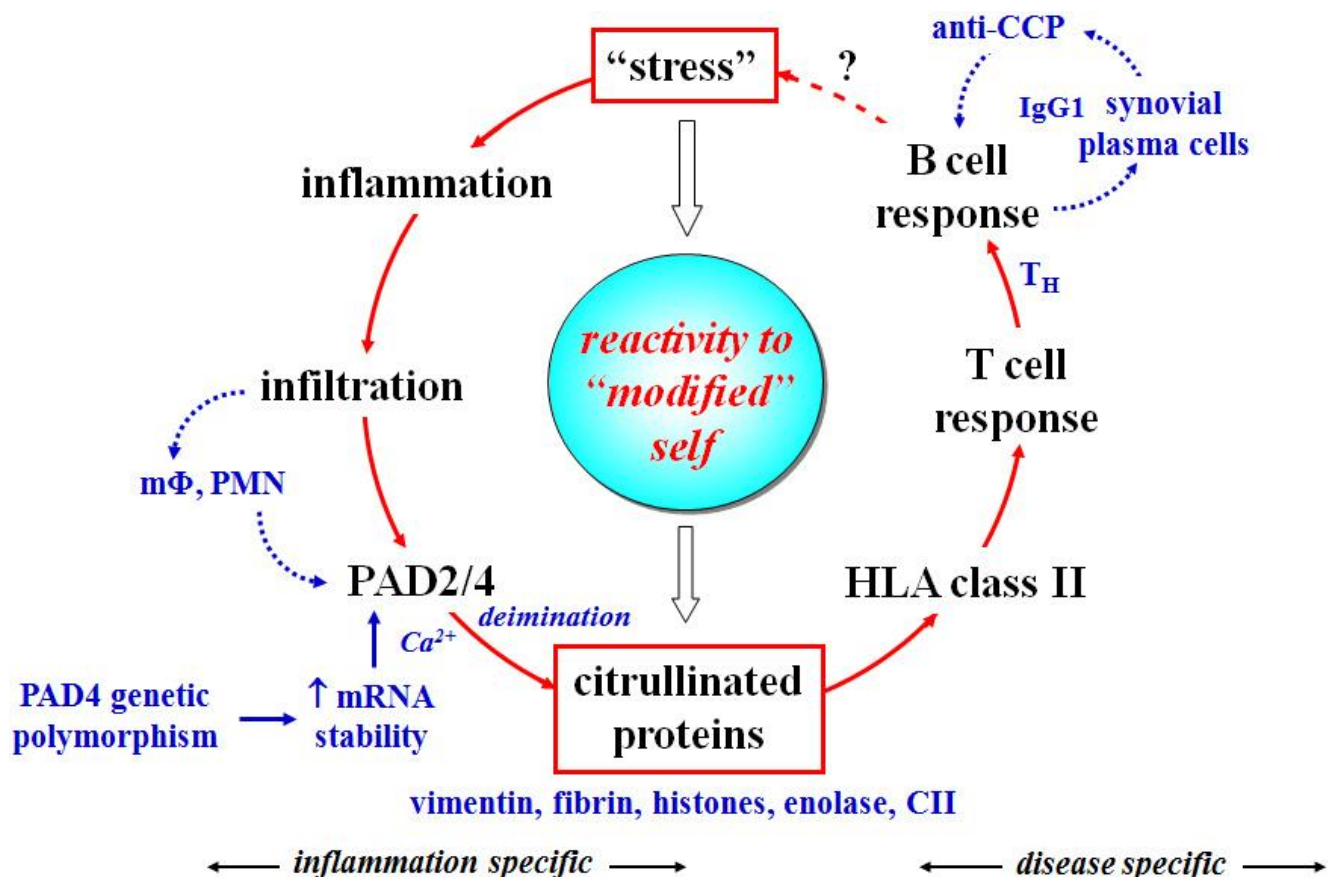 anti-CCP
“stress”
?
IgG1
synovial
plasma cells
B cell
response
inflammation
T_H
reactivity to
“modified”
self
T cell
response
infiltration
mΦ, PMN
PAD2/4
HLA class II
deimination
Ca²⁺
citrullinated
proteins
PAD4 genetic
polymorphism
↑ mRNA
stability
vimentin, fibrin, histones, enolase, CII
inflammation specific
disease specific